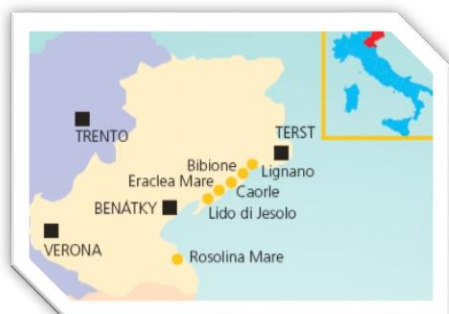 TRENTO
TERST
Bibione
Lignano
Eraclea Mare
Caorle
BENÁTKY
Lido di Jesolo
VERONA
Rosolina Mare